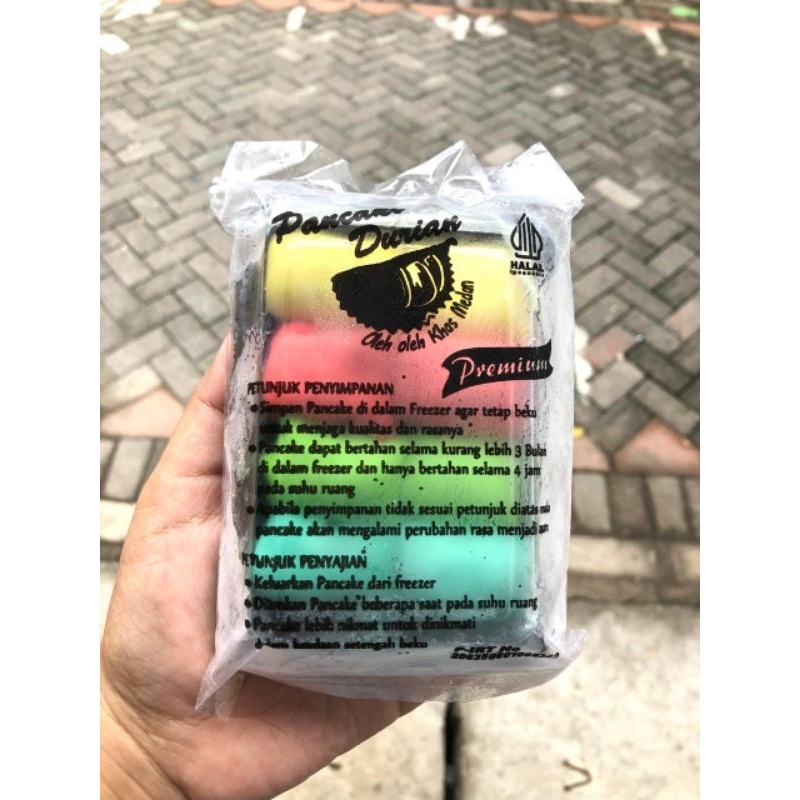 Pancake
Durian
Oleh oleh Khas Medan
HALAL
Premium
PETUNJUK PENYIMPANAN
• Simpan Pancake di dalam Freezer agar tetap beku
untuk menjaga kualitas dan rasanya
• Pancake dapat bertahan selama kurang lebih 3 Bulan
di dalam freezer dan hanya bertahan selama 4 jam
pada suhu ruang
• Apabila penyimpanan tidak sesuai petunjuk diatas
pancake akan mengalami perubahan rasa menjadi
PETUNJUK PENYAJIAN
• Keluarkan Pancake dari freezer
• Diamkan Pancake beberapa saat pada suhu ruang
• Pancake lebih nikmat untuk dinikmati
dalam keadaan setengah beku
P-IRT No